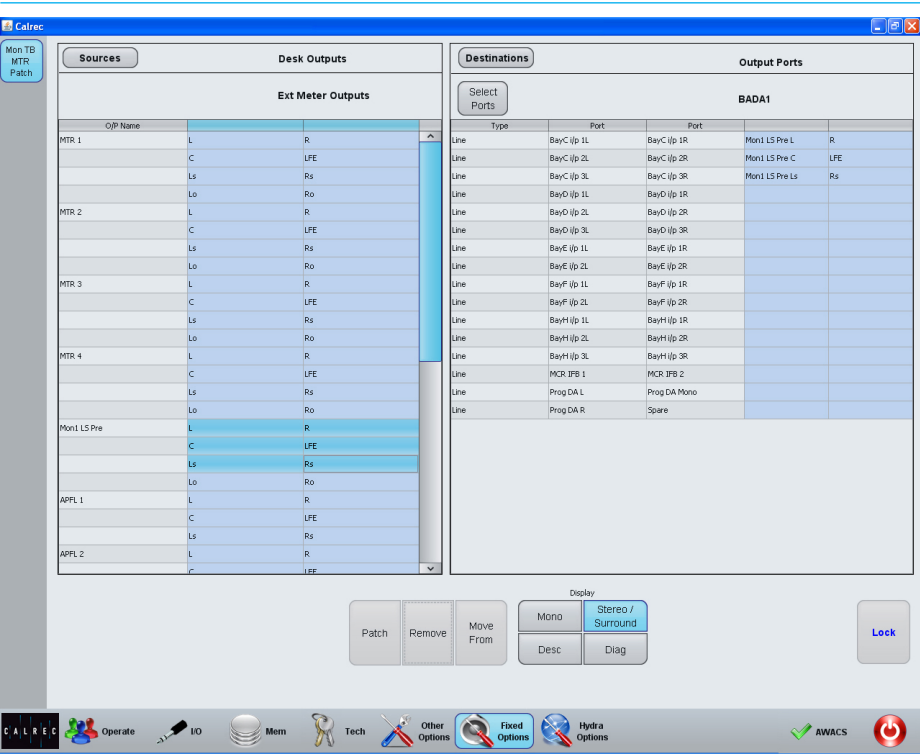 Calrec
Mon TB
MTR
Patch
Sources
Desk Outputs
Ext Meter Outputs
O/P Name
MTR 1 L R
C LFE
Ls Rs
Lo Ro
MTR 2 L R
C LFE
Ls Rs
Lo Ro
MTR 3 L R
C LFE
Ls Rs
Lo Ro
MTR 4 L R
C LFE
Ls Rs
Lo Ro
Mon1 LS Pre L R
C LFE
Ls Rs
Lo Ro
APFL 1 L R
C LFE
Ls Rs
APFL 2 L R
C LFE
Destinations
Output Ports
Select
Ports
BADA1
Type Port Port
Line BayC i/p 1L BayC i/p 1R Mon1 LS Pre L R
Line BayC i/p 2L BayC i/p 2R Mon1 LS Pre C LFE
Line BayC i/p 3L BayC i/p 3R Mon1 LS Pre Ls Rs
Line BayD i/p 1L BayD i/p 1R
Line BayD i/p 2L BayD i/p 2R
Line BayD i/p 3L BayD i/p 3R
Line BayE i/p 1L BayE i/p 1R
Line BayE i/p 2L BayE i/p 2R
Line BayF i/p 1L BayF i/p 1R
Line BayF i/p 2L BayF i/p 2R
Line BayH i/p 1L BayH i/p 1R
Line BayH i/p 2L BayH i/p 2R
Line BayH i/p 3L BayH i/p 3R
Line MCR IFB 1 MCR IFB 2
Line Prog DA L Prog DA Mono
Line Prog DA R Spare
Patch
Remove
Move
From
Display
Mono
Stereo /
Surround
Desc
Diag
Lock
CALREC
Operate
I/O
Mem
Tech
Other
Options
Fixed
Options
Hydra
Options
AWACS